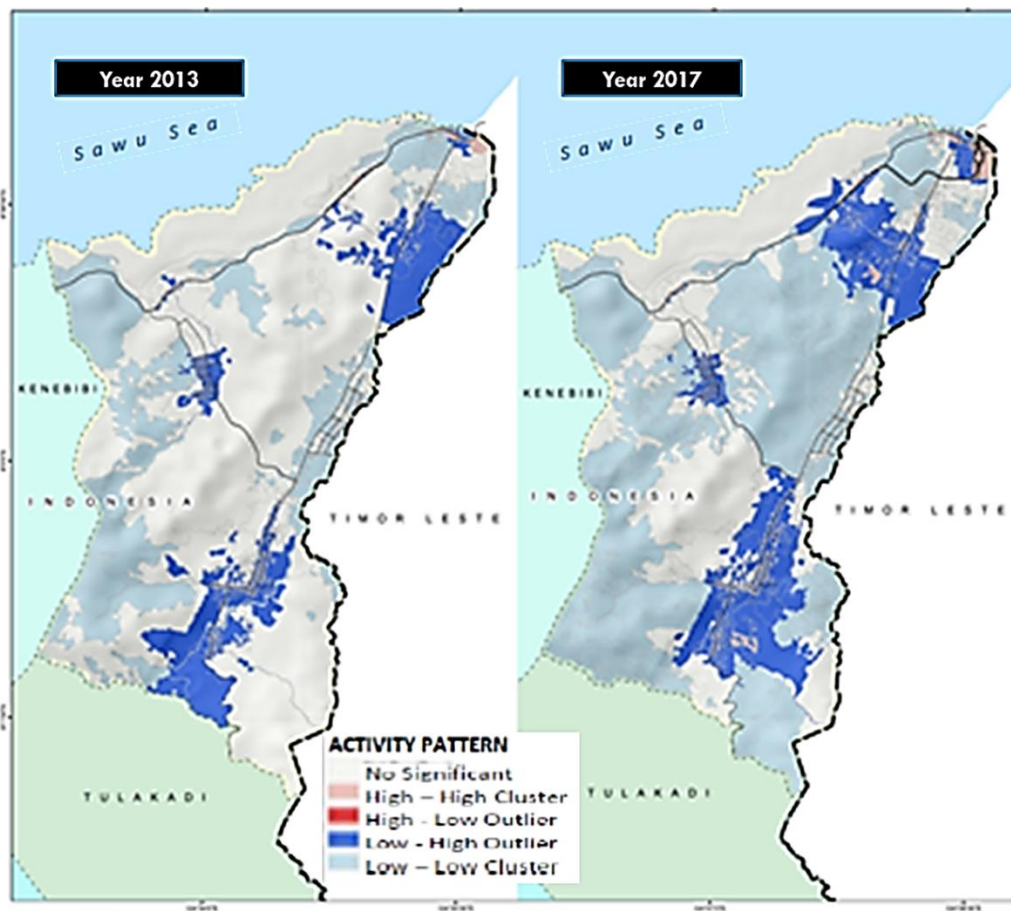 Year 2013
Year 2017
Sawu Sea
Sawu Sea
KENEBIBI
KENEBIBI
INDONESIA
INDONESIA
TIMOR LESTE
TIMOR LESTE
TULAKADI
TULAKADI
ACTIVITY PATTERN
No Significant
High – High Cluster
High - Low Outlier
Low - High Outlier
Low – Low Cluster